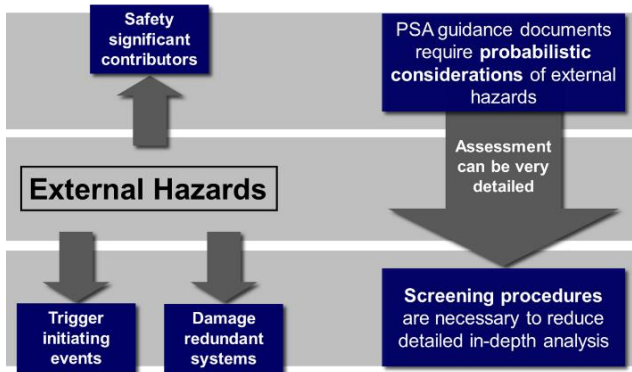 Safety
significant
contributors
PSA guidance documents
require probabilistic
considerations of external
hazards
Assessment
can be very
detailed
External Hazards
Trigger
initiating
events
Damage
redundant
systems
Screening procedures
are necessary to reduce
detailed in-depth analysis